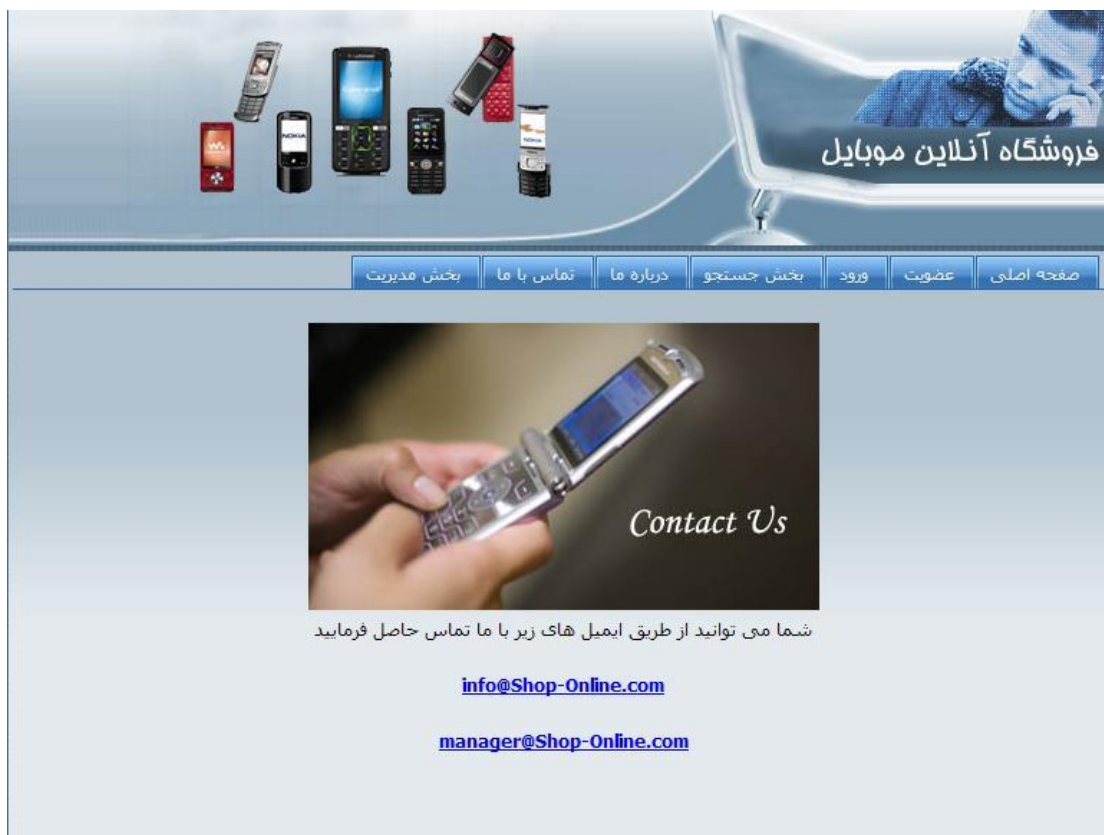 فروشگاه آنلاین موبایل
صفحه اصلی عضویت ورود بخش جستجو درباره ما تماس با ما بخش مدیریت
Contact Us
شما می توانید از طریق ایمیل های زیر با ما تماس حاصل فرمایید
info@Shop-Online.com
manager@Shop-Online.com